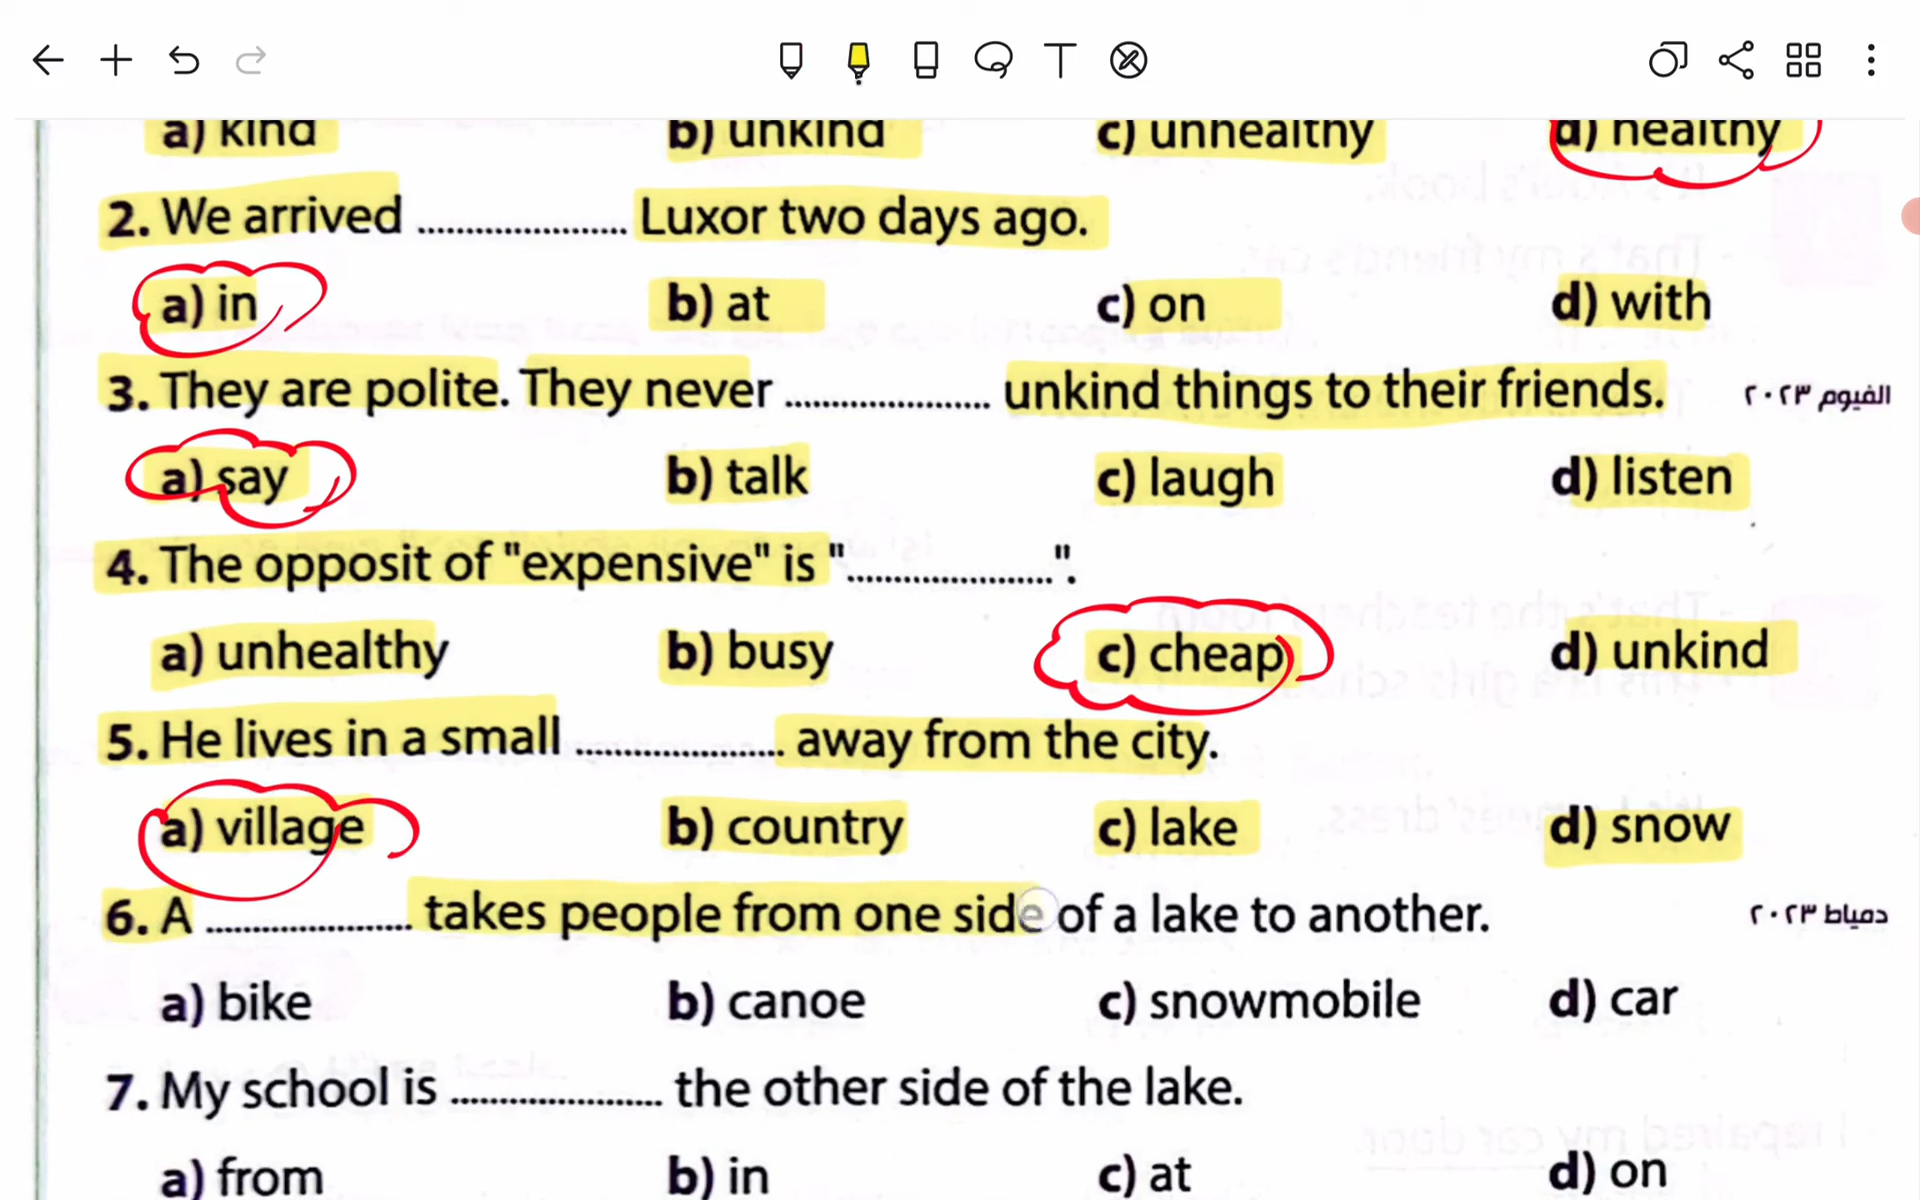 a) kind b) unkind c) unhealthy d) healthy
2. We arrived ..................... Luxor two days ago.
a) in b) at c) on d) with
3. They are polite. They never ..................... unkind things to their friends. الفيوم ٢٠٢٣
a) say b) talk c) laugh d) listen
4. The opposit of "expensive" is ".....................".
a) unhealthy b) busy c) cheap d) unkind
5. He lives in a small ..................... away from the city.
a) village b) country c) lake d) snow
6. A ..................... takes people from one side of a lake to another. دمياط ٢٠٢٣
a) bike b) canoe c) snowmobile d) car
7. My school is ..................... the other side of the lake.
a) from b) in c) at d) on